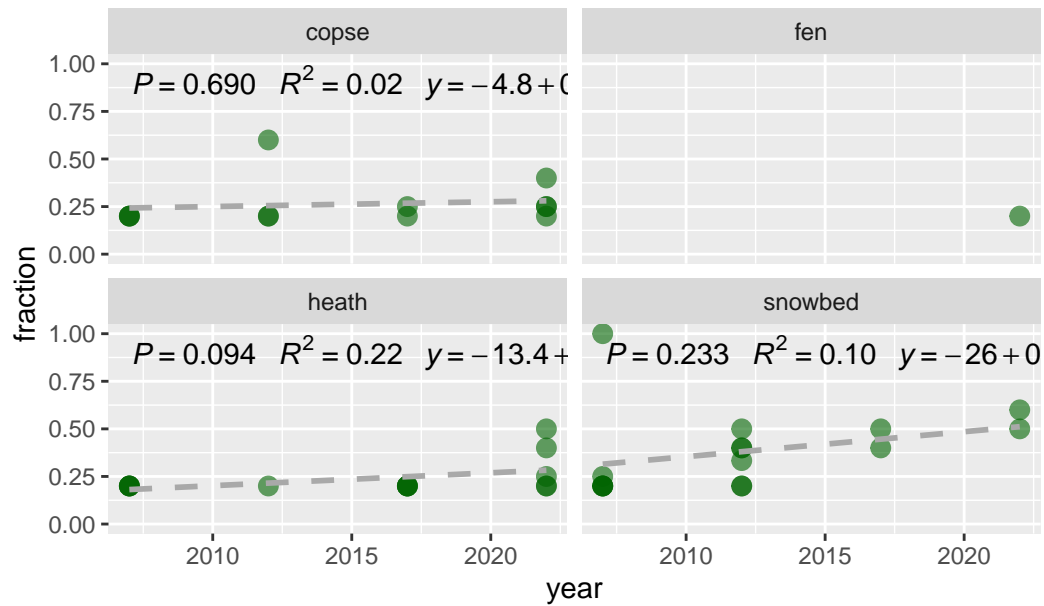 copse
fen
1.00
0.75
0.50
0.25
0.00
P = 0.690 R² = 0.02 y = −4.8 + 0
heath
snowbed
1.00
0.75
0.50
0.25
0.00
P = 0.094 R² = 0.22 y = −13.4 +
P = 0.233 R² = 0.10 y = −26 + 0
2010
2015
2020
2010
2015
2020
fraction
year